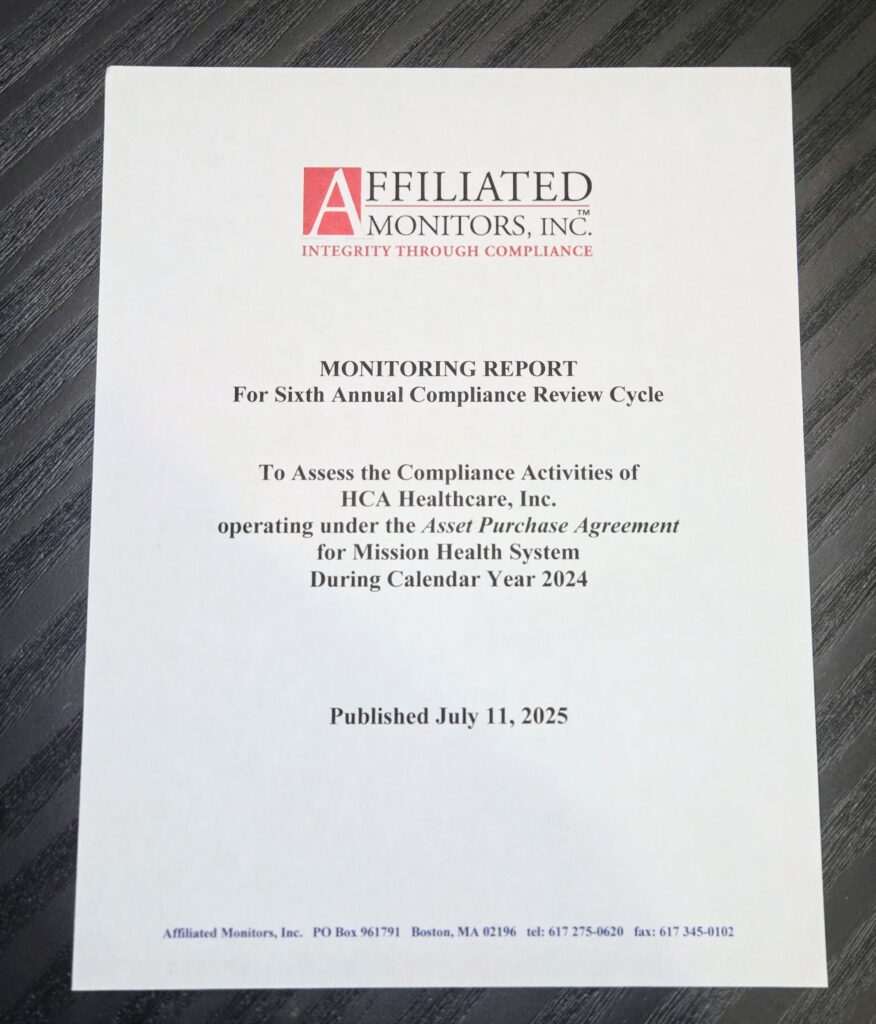 AFFILIATED
MONITORS, INC.™
INTEGRITY THROUGH COMPLIANCE
MONITORING REPORT
For Sixth Annual Compliance Review Cycle
To Assess the Compliance Activities of
HCA Healthcare, Inc.
operating under the Asset Purchase Agreement
for Mission Health System
During Calendar Year 2024
Published July 11, 2025
Affiliated Monitors, Inc. PO Box 961791 Boston, MA 02196 tel: 617 275-0620 fax: 617 345-0102